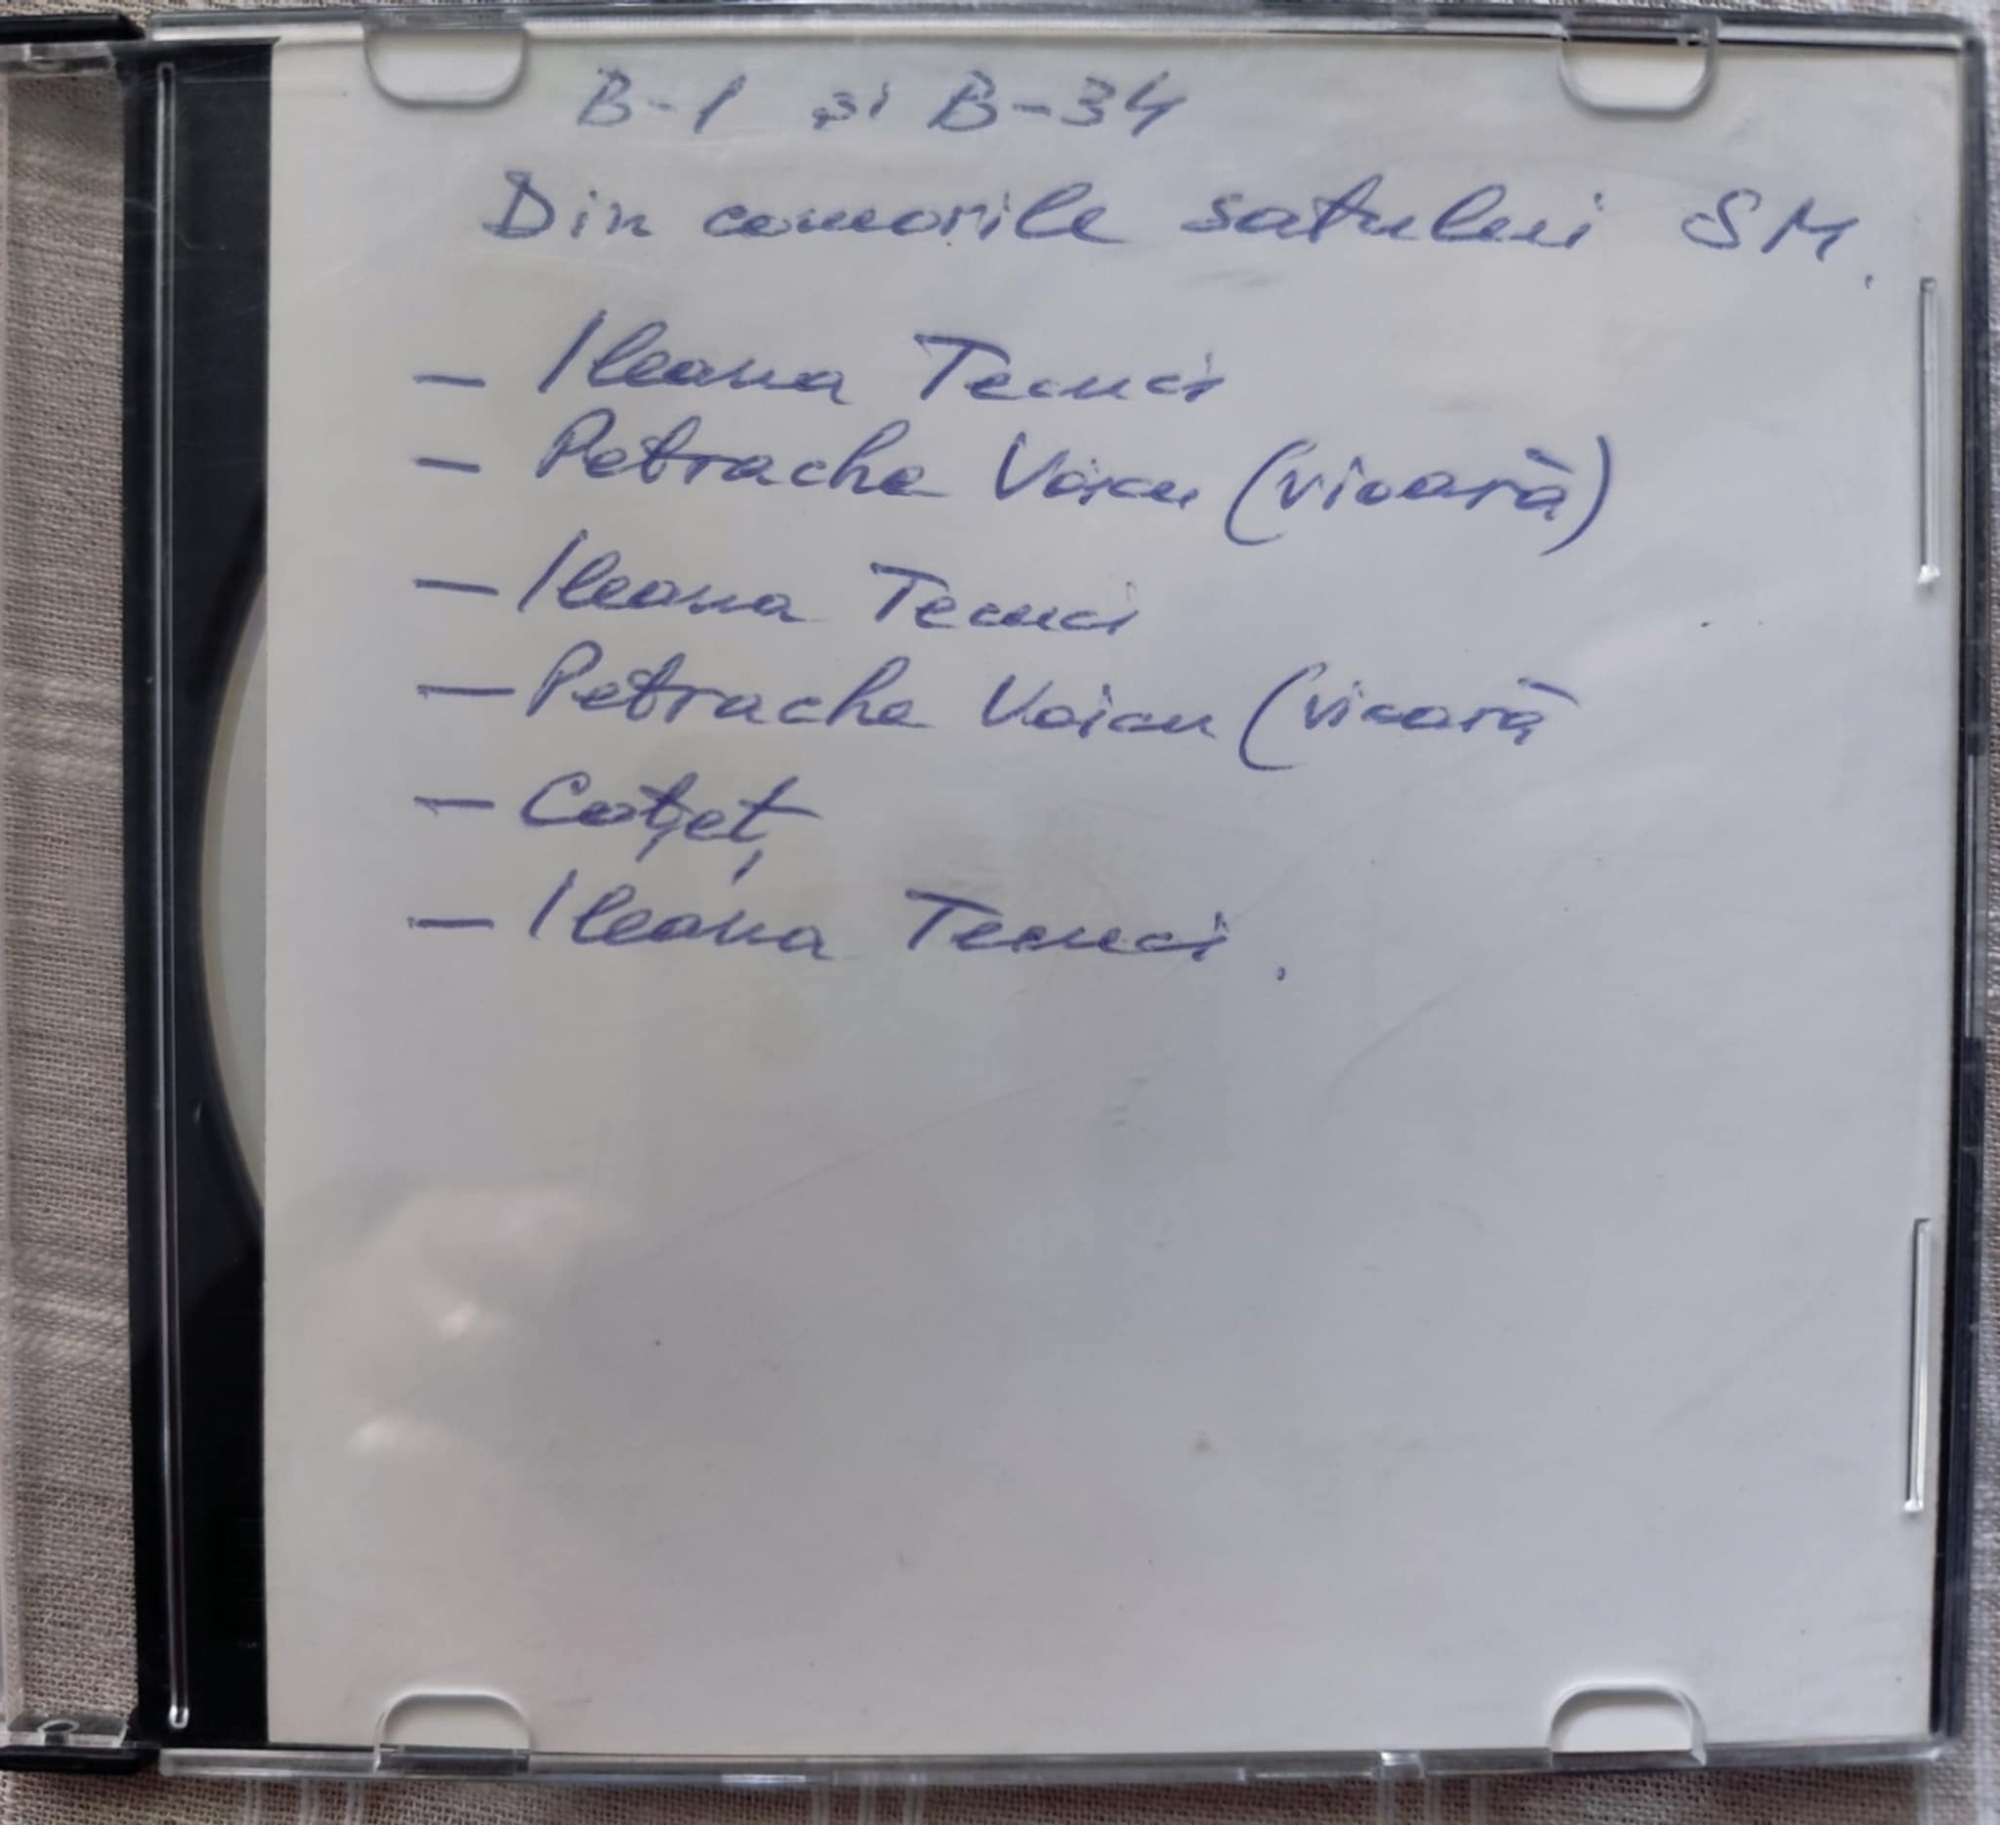 B-1 și B-34
Din comorile satului SM.
- Ileana Tecuci
- Petrache Voicu (vioară)
- Ileana Tecuci
- Petrache Voicu (vioară
- Coțeț
- Ileana Tecuci.